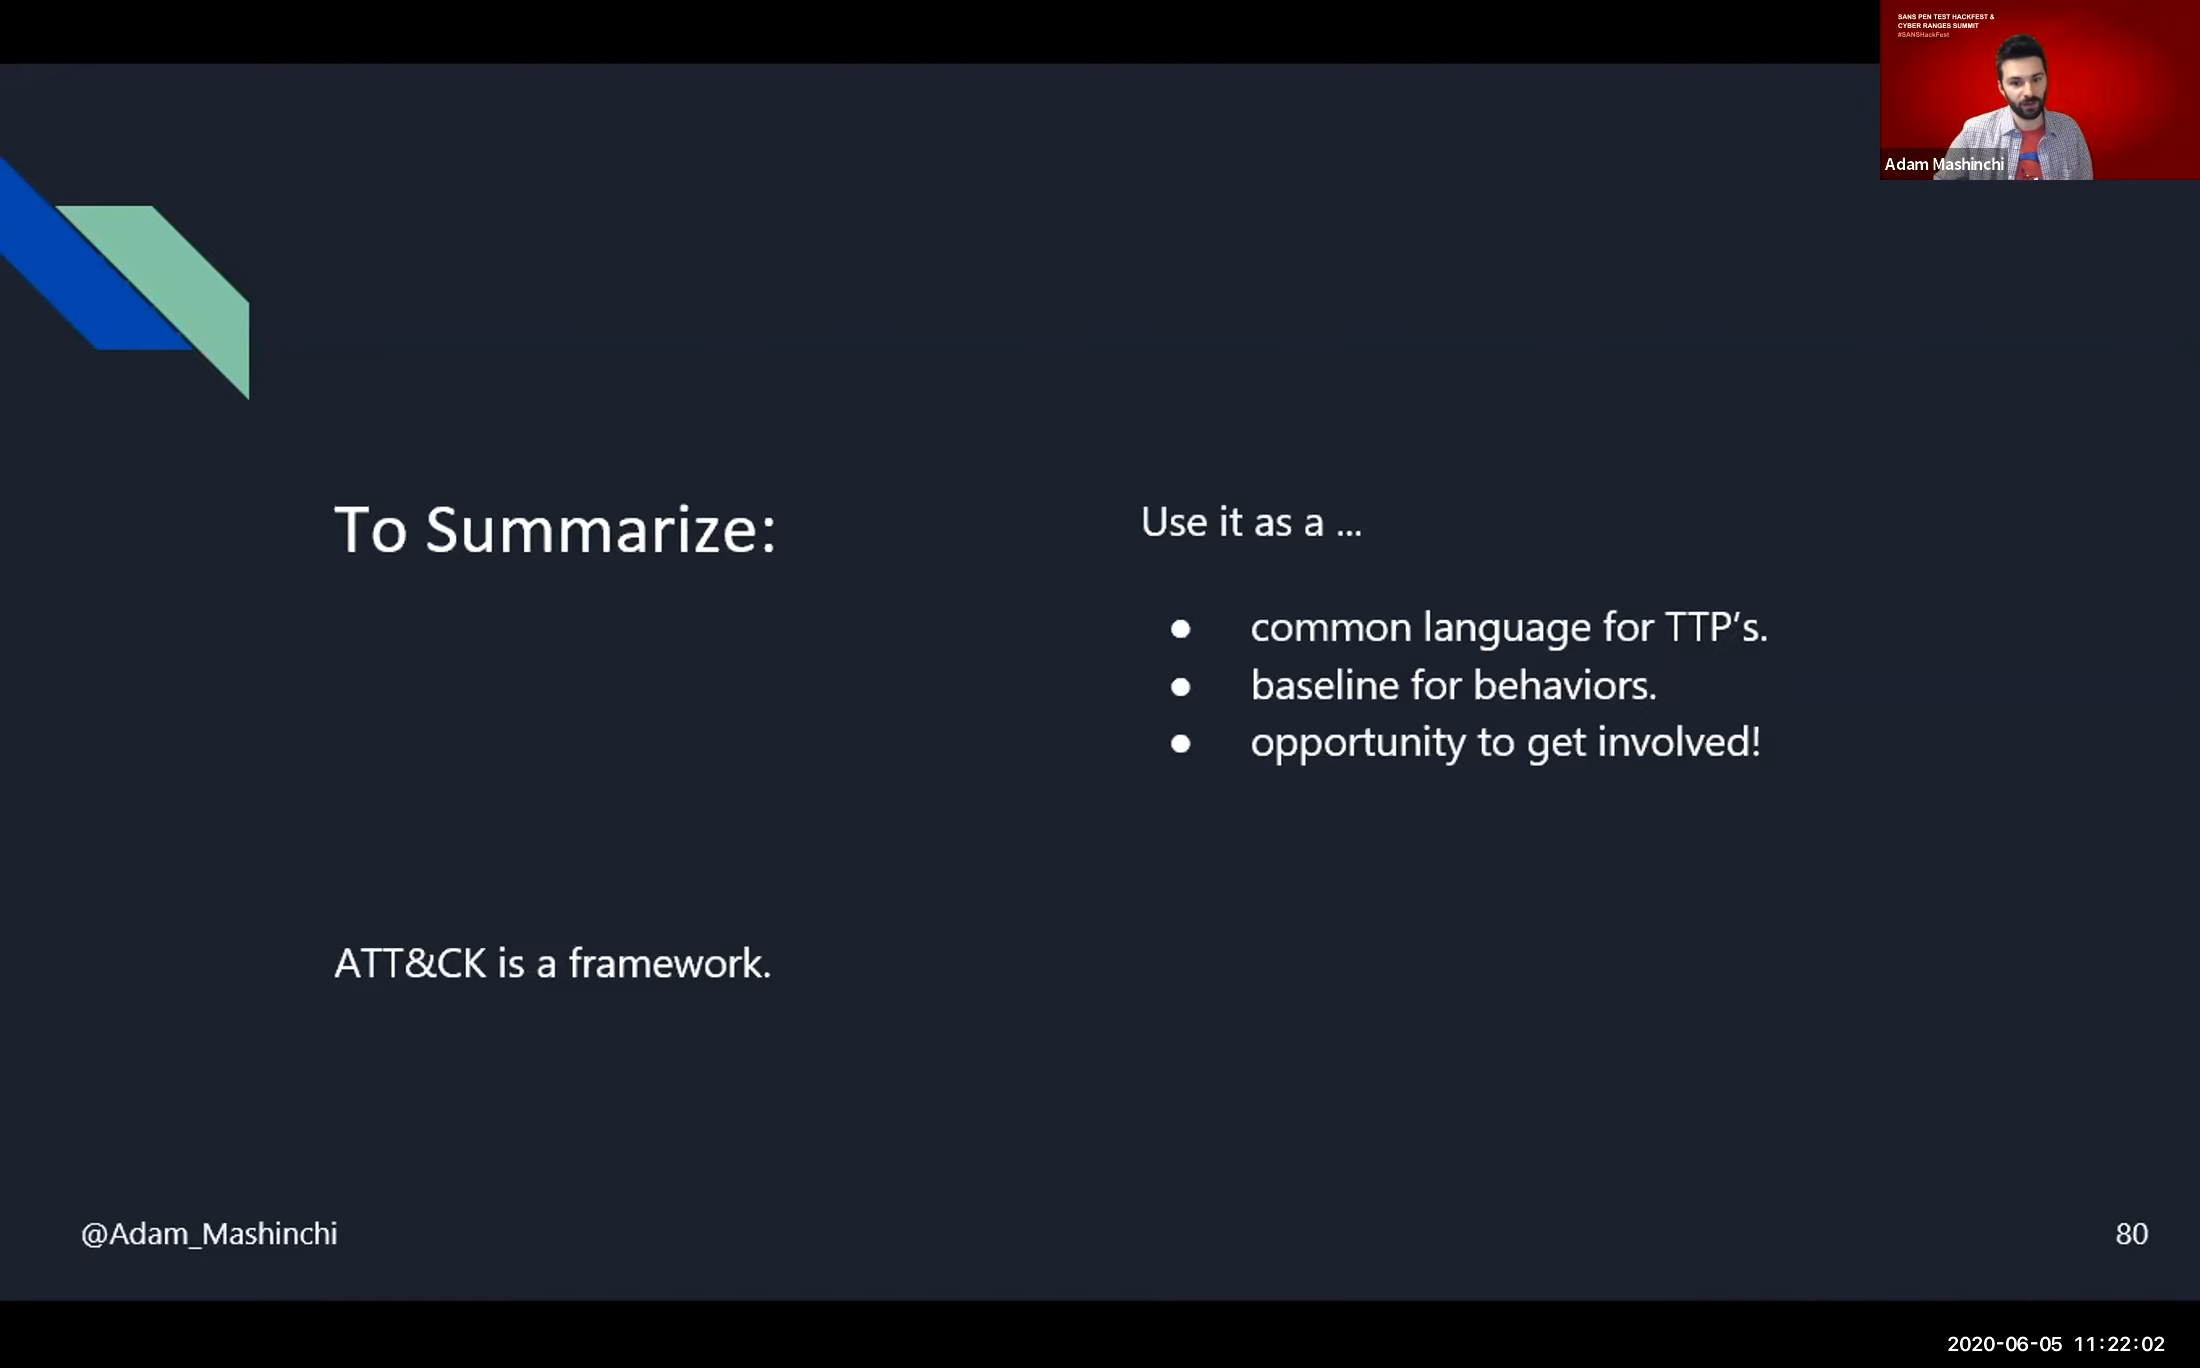 SANS PEN TEST HACKFEST &
CYBER RANGES SUMMIT
#SANSHackFest
Adam Mashinchi
To Summarize:
Use it as a ...
● common language for TTP's.
● baseline for behaviors.
● opportunity to get involved!
ATT&CK is a framework.
@Adam_Mashinchi
80
2020-06-05 11:22:02